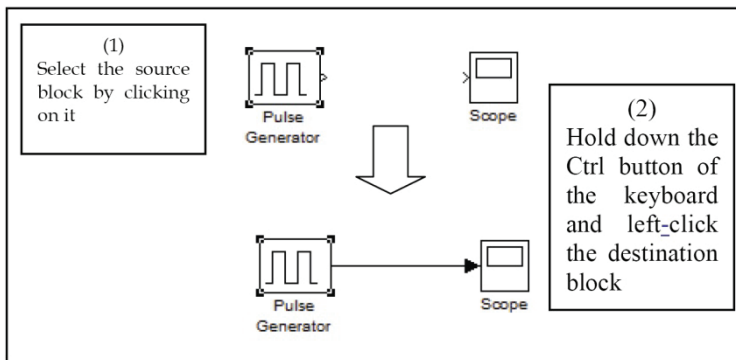 (1)
Select the source
block by clicking
on it
Pulse
Generator
Scope
(2)
Hold down the
Ctrl button of
the keyboard
and left-click
the destination
block
Pulse
Generator
Scope